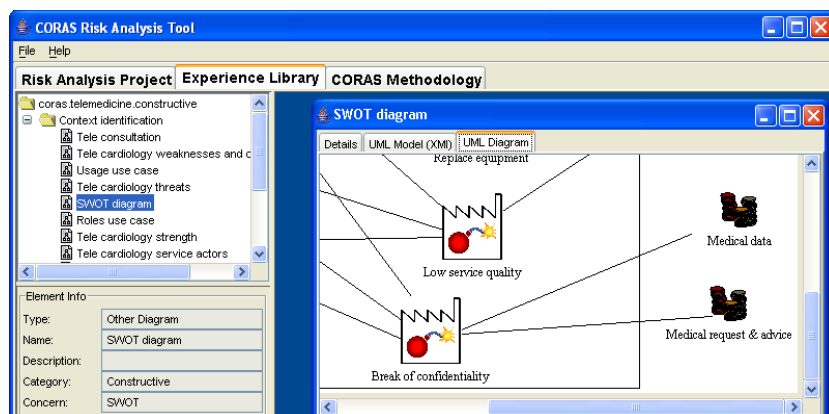 CORAS Risk Analysis Tool
File Help
Risk Analysis Project Experience Library CORAS Methodology
coras.telemedicine.constructive
Context identification
Tele consultation
Tele cardiology weaknesses and c
Usage use case
Tele cardiology threats
SWOT diagram
Roles use case
Tele cardiology strength
Tele cardiology service actors
Element Info
Type: Other Diagram
Name: SWOT diagram
Description:
Category: Constructive
Concern: SWOT
SWOT diagram
Details UML Model (XMI) UML Diagram
Replace equipment
Medical data
Low service quality
Medical request & advice
Break of confidentiality